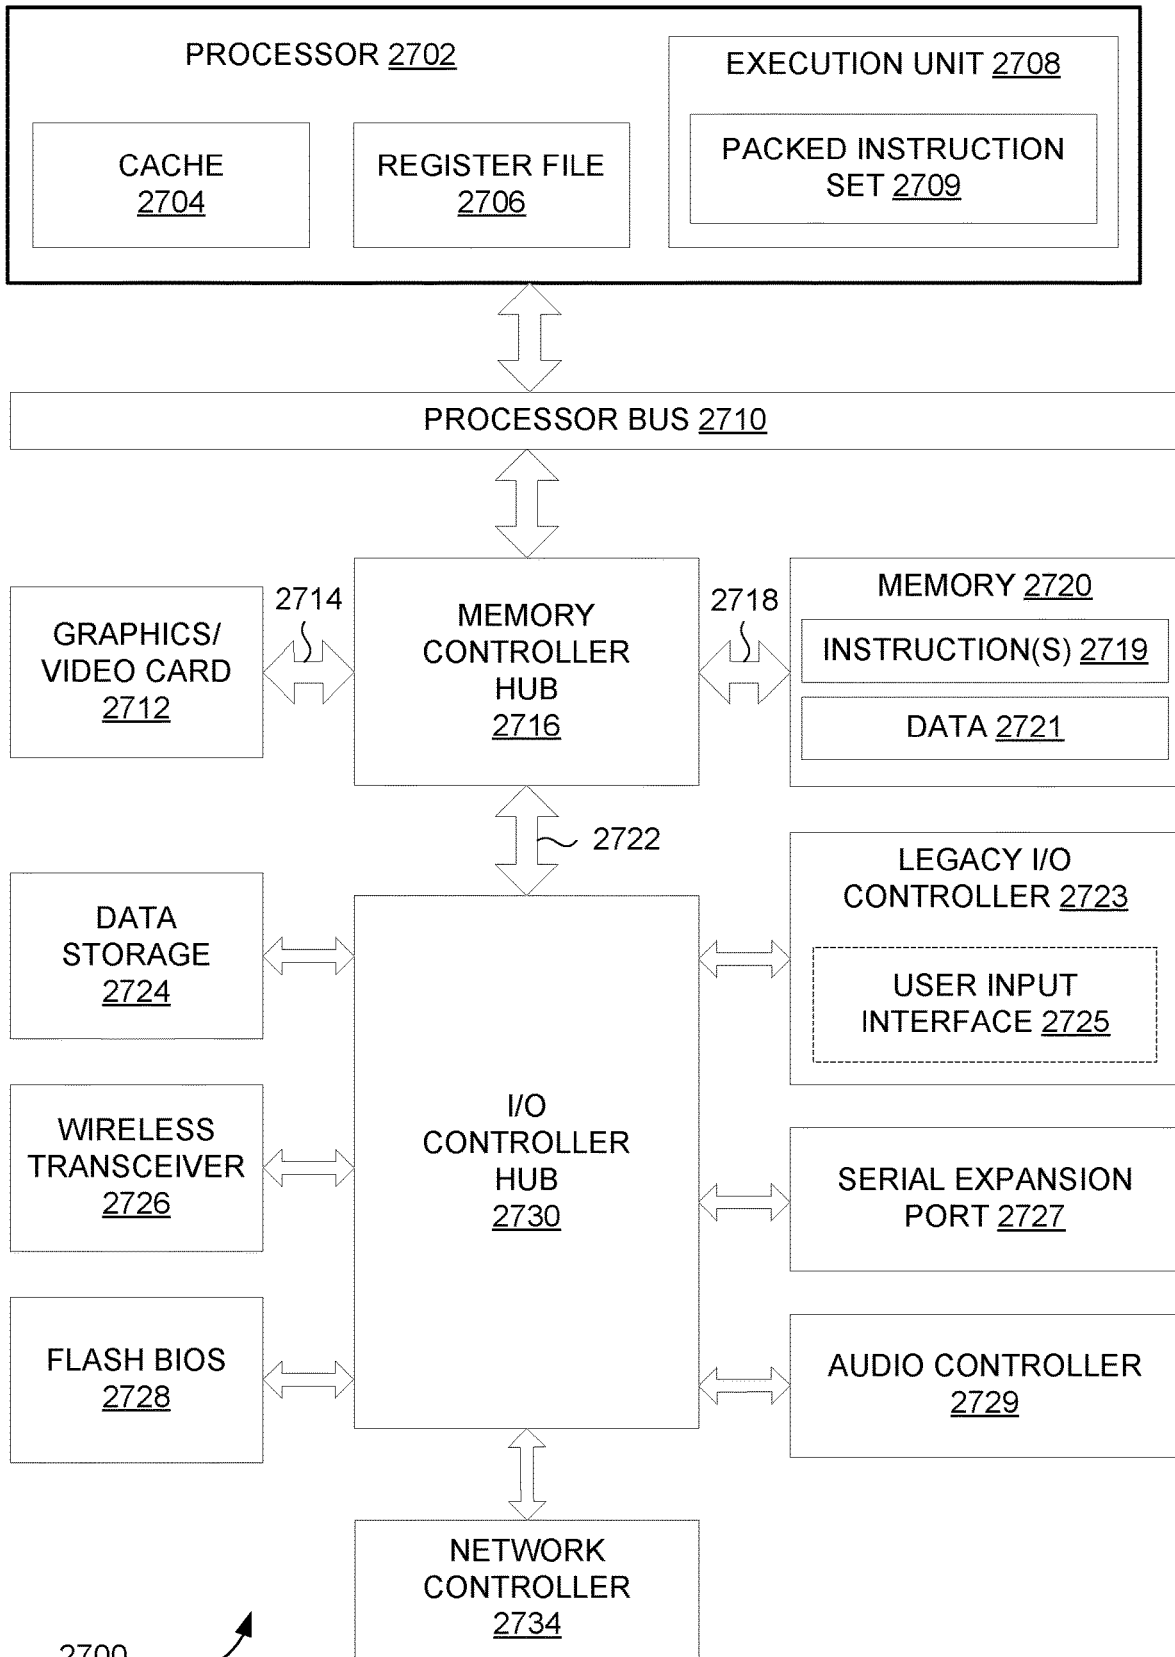 PROCESSOR 2702
EXECUTION UNIT 2708
PACKED INSTRUCTION
SET 2709
CACHE
2704
REGISTER FILE
2706
PROCESSOR BUS 2710
GRAPHICS/
VIDEO CARD
2712
2714
MEMORY
CONTROLLER
HUB
2716
2718
MEMORY 2720
INSTRUCTION(S) 2719
DATA 2721
2722
DATA
STORAGE
2724
LEGACY I/O
CONTROLLER 2723
USER INPUT
INTERFACE 2725
WIRELESS
TRANSCEIVER
2726
I/O
CONTROLLER
HUB
2730
SERIAL EXPANSION
PORT 2727
FLASH BIOS
2728
AUDIO CONTROLLER
2729
NETWORK
CONTROLLER
2734
2700